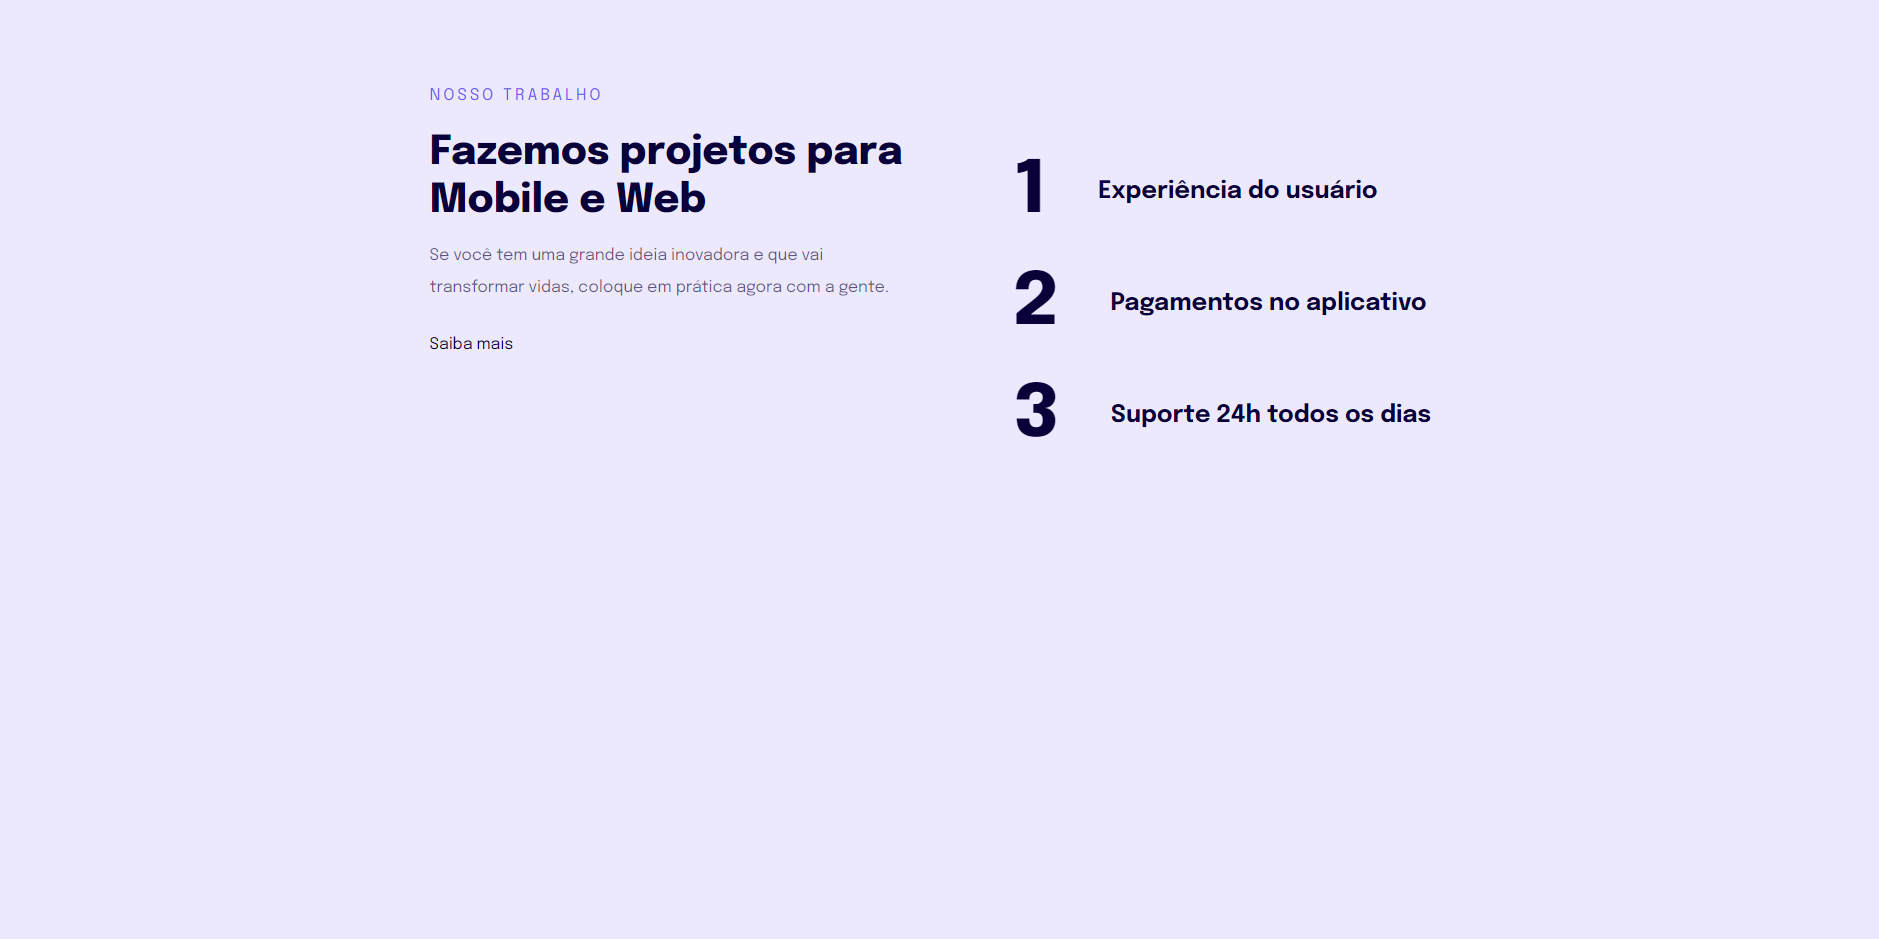 NOSSO TRABALHO
Fazemos projetos para
Mobile e Web
Se você tem uma grande ideia inovadora e que vai
transformar vidas, coloque em prática agora com a gente.
Saiba mais
1 Experiência do usuário
2 Pagamentos no aplicativo
3 Suporte 24h todos os dias